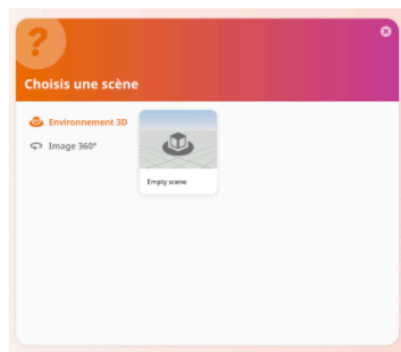 Choisis une scène
Environnement 3D
Image 360°
Empty scene